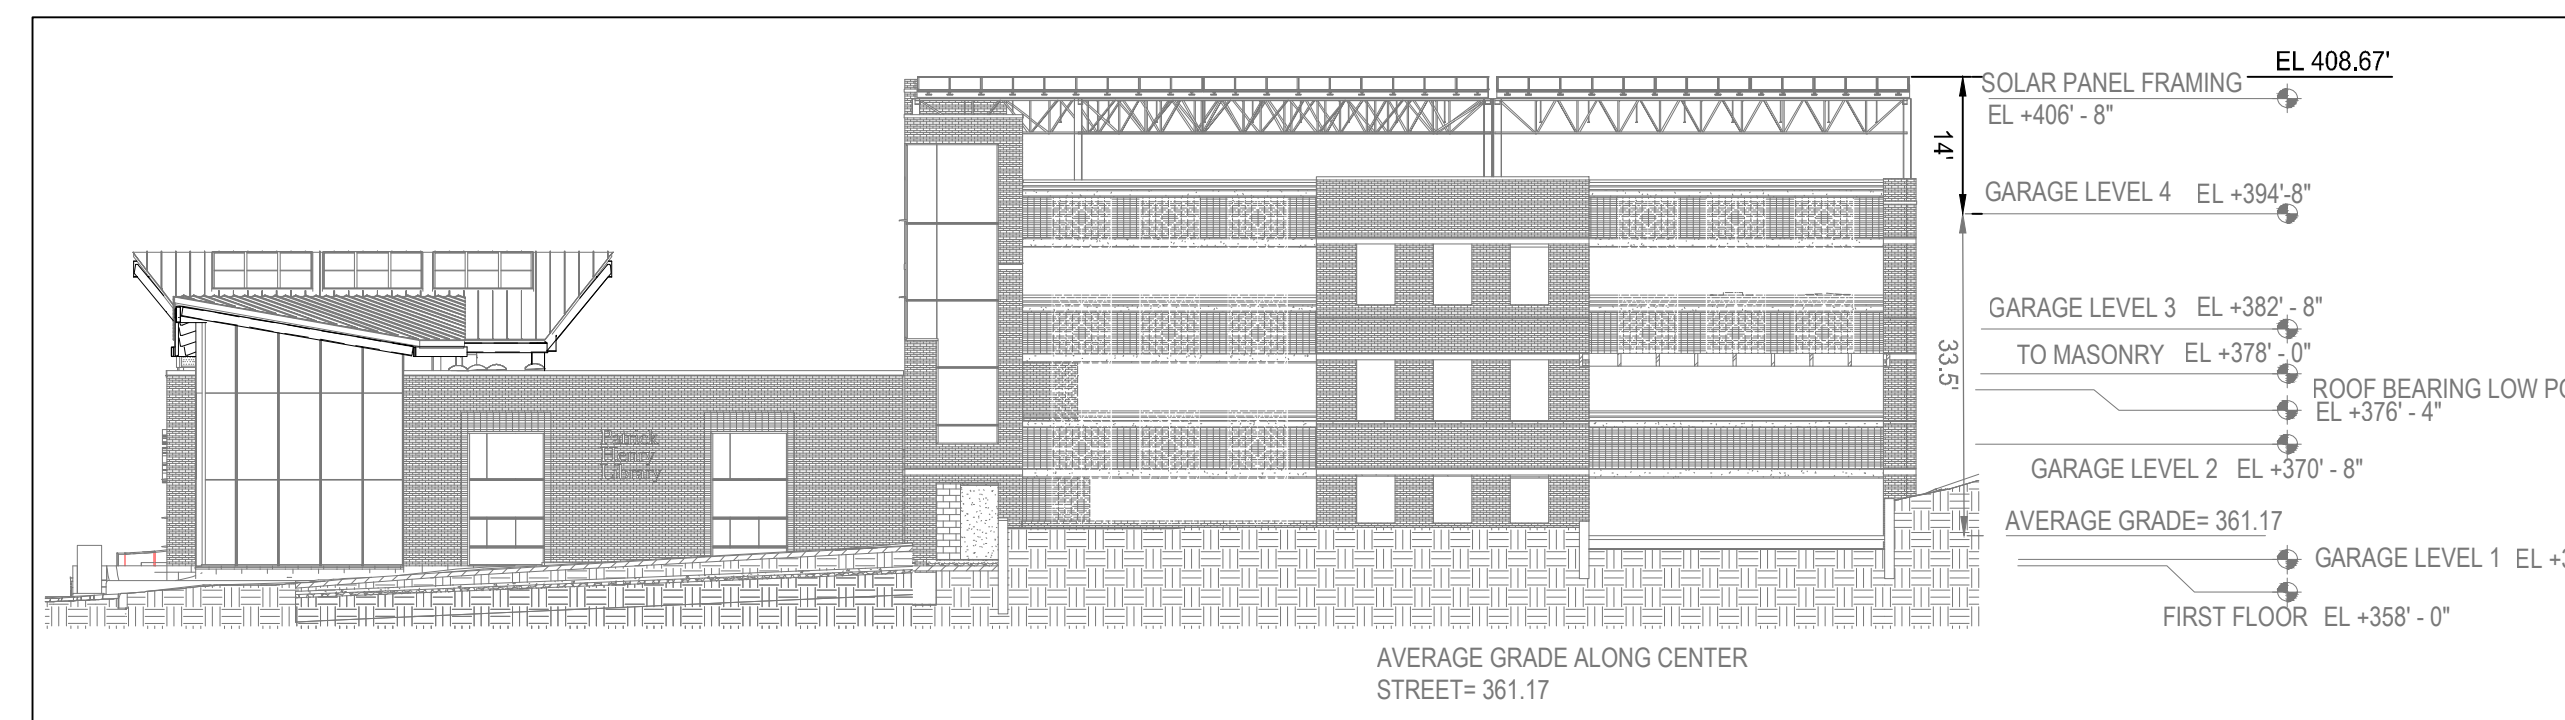 EL 408.67'
SOLAR PANEL FRAMING
EL +406' - 8"
14'
GARAGE LEVEL 4 EL +394'-8"
GARAGE LEVEL 3 EL +382' - 8"
33.5'
TO MASONRY EL +378' - 0"
ROOF BEARING LOW
EL +376' - 4"
Patrick
Henry
Library
GARAGE LEVEL 2 EL +370' - 8"
AVERAGE GRADE= 361.17
GARAGE LEVEL 1 EL
FIRST FLOOR EL +358' - 0"
AVERAGE GRADE ALONG CENTER
STREET= 361.17